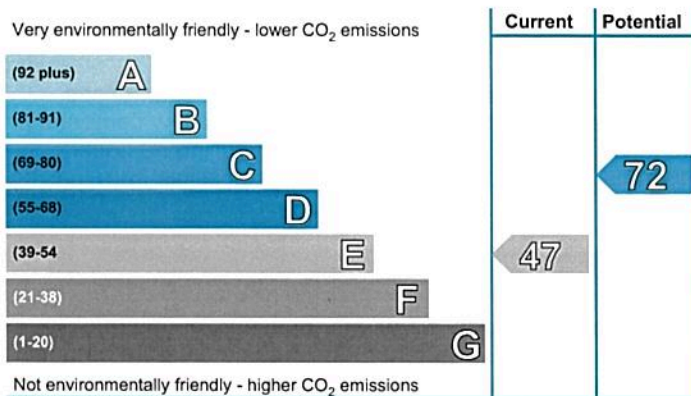 Very environmentally friendly - lower CO₂ emissions
Current
Potential
(92 plus) A
(81-91) B
(69-80) C
72
(55-68) D
(39-54 E
47
(21-38) F
(1-20) G
Not environmentally friendly - higher CO₂ emissions